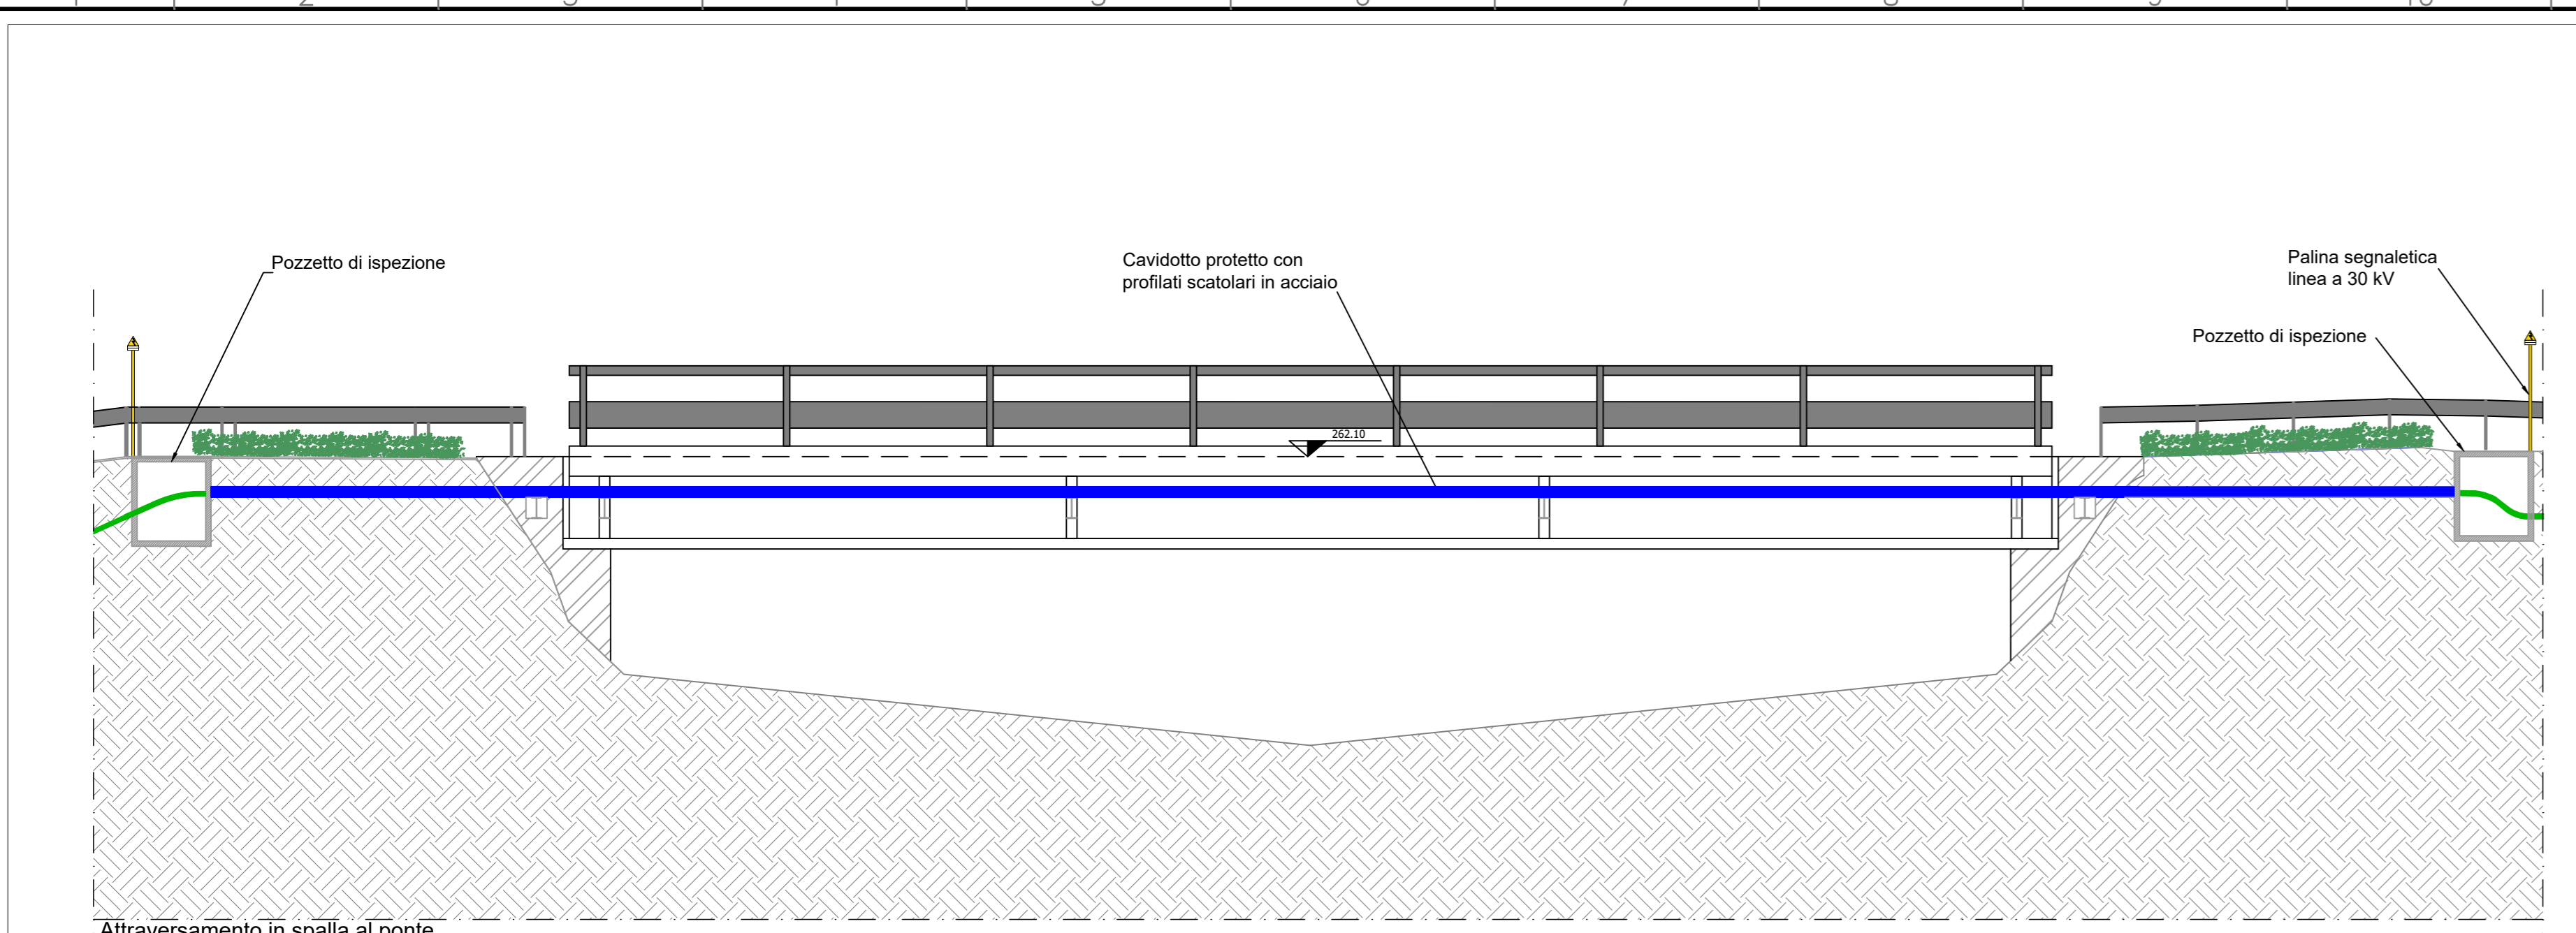 Pozzetto di ispezione
Cavidotto protetto con
profilati scatolari in acciaio
Palina segnaletica
linea a 30 kV
Pozzetto di ispezione
262.10
Attraversamento in spalla al ponte